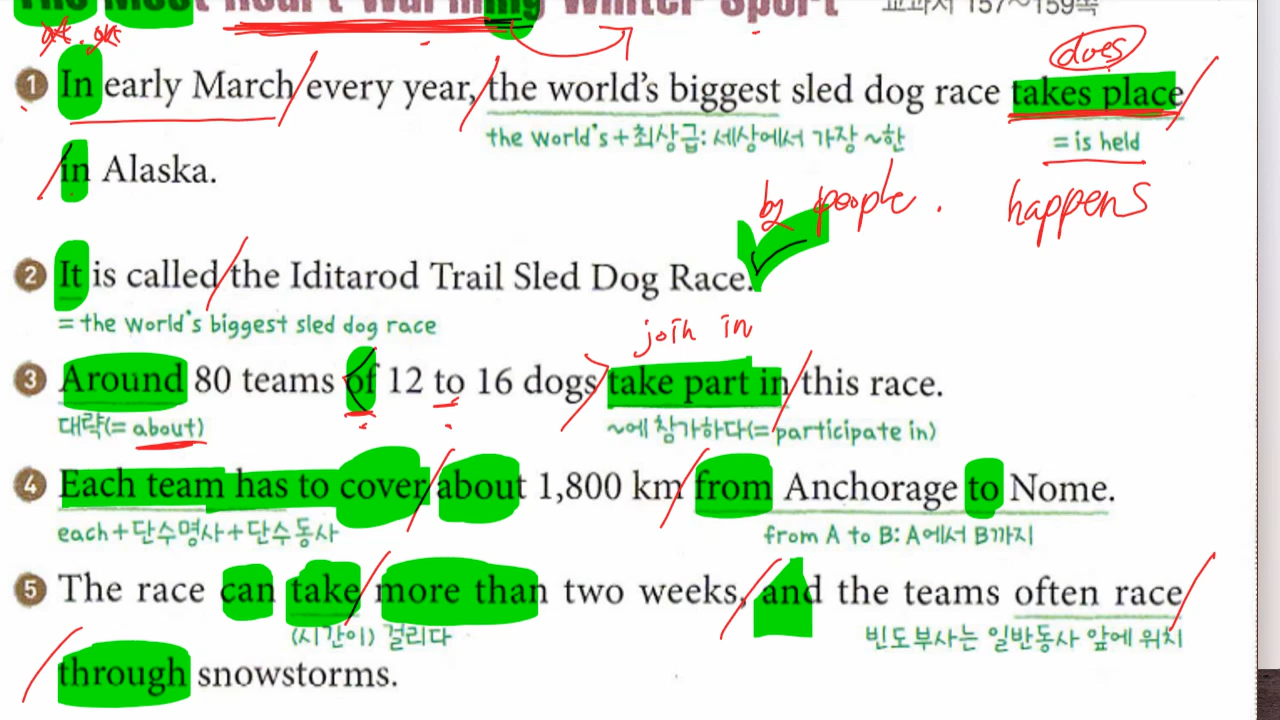 The Most Heart-Warming Winter Sport 교과서 157~159쪽
does
1 In early March every year, the world's biggest sled dog race takes place
the world's+최상급: 세상에서 가장 ~한 = is held
in Alaska.
by people. happens
2 It is called the Iditarod Trail Sled Dog Race.
= the world's biggest sled dog race
join in
3 Around 80 teams of 12 to 16 dogs take part in this race.
대략(= about) ~에 참가하다(= participate in)
4 Each team has to cover about 1,800 km from Anchorage to Nome.
each+단수명사+단수동사 from A to B: A에서 B까지
5 The race can take more than two weeks, and the teams often race
(시간이) 걸리다 빈도부사는 일반동사 앞에 위치
through snowstorms.